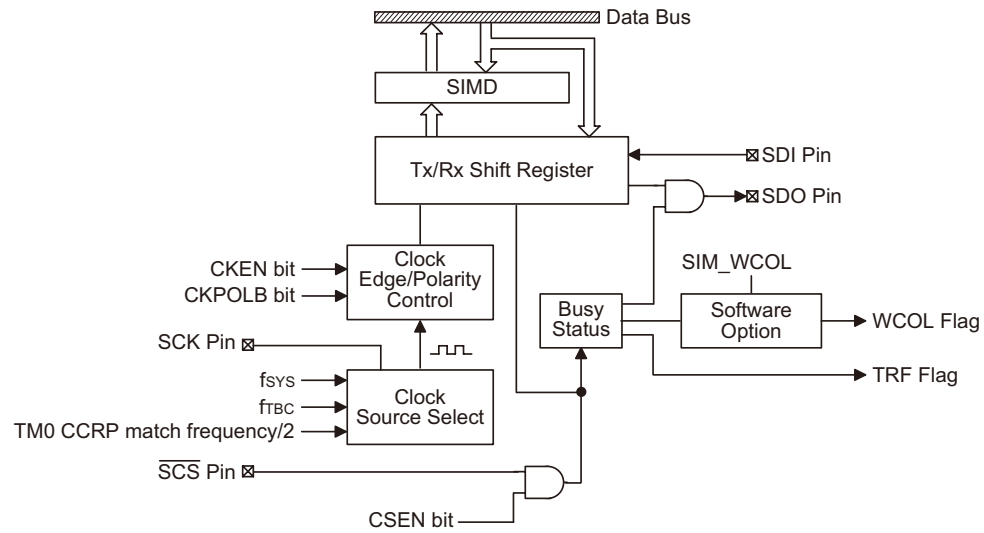 Data Bus
SIMD
Tx/Rx Shift Register
SDI Pin
SDO Pin
CKEN bit
CKPOLB bit
Clock
Edge/Polarity
Control
SIM_WCOL
Busy
Status
Software
Option
WCOL Flag
SCK Pin
TRF Flag
fSYS
fTBC
TM0 CCRP match frequency/2
Clock
Source Select
SCS Pin
CSEN bit